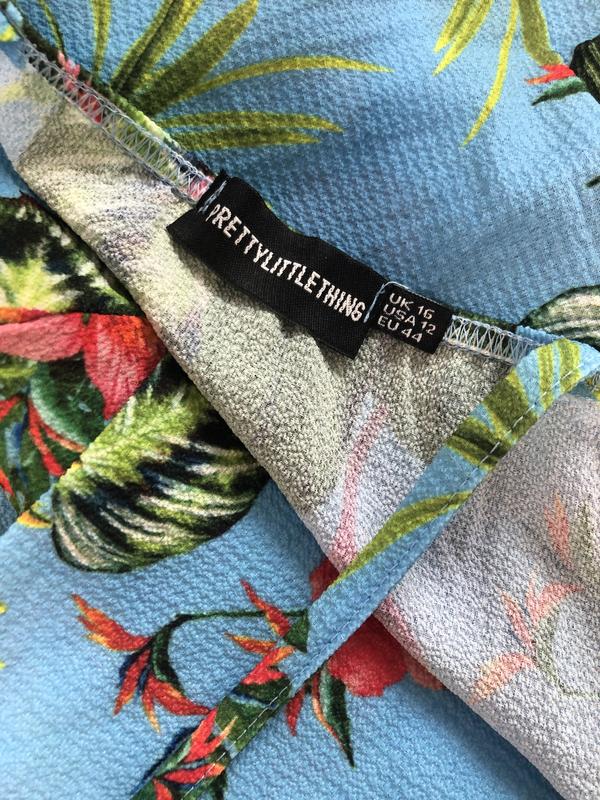 PRETTYLITTLETHING
UK 16
USA 12
EU 44